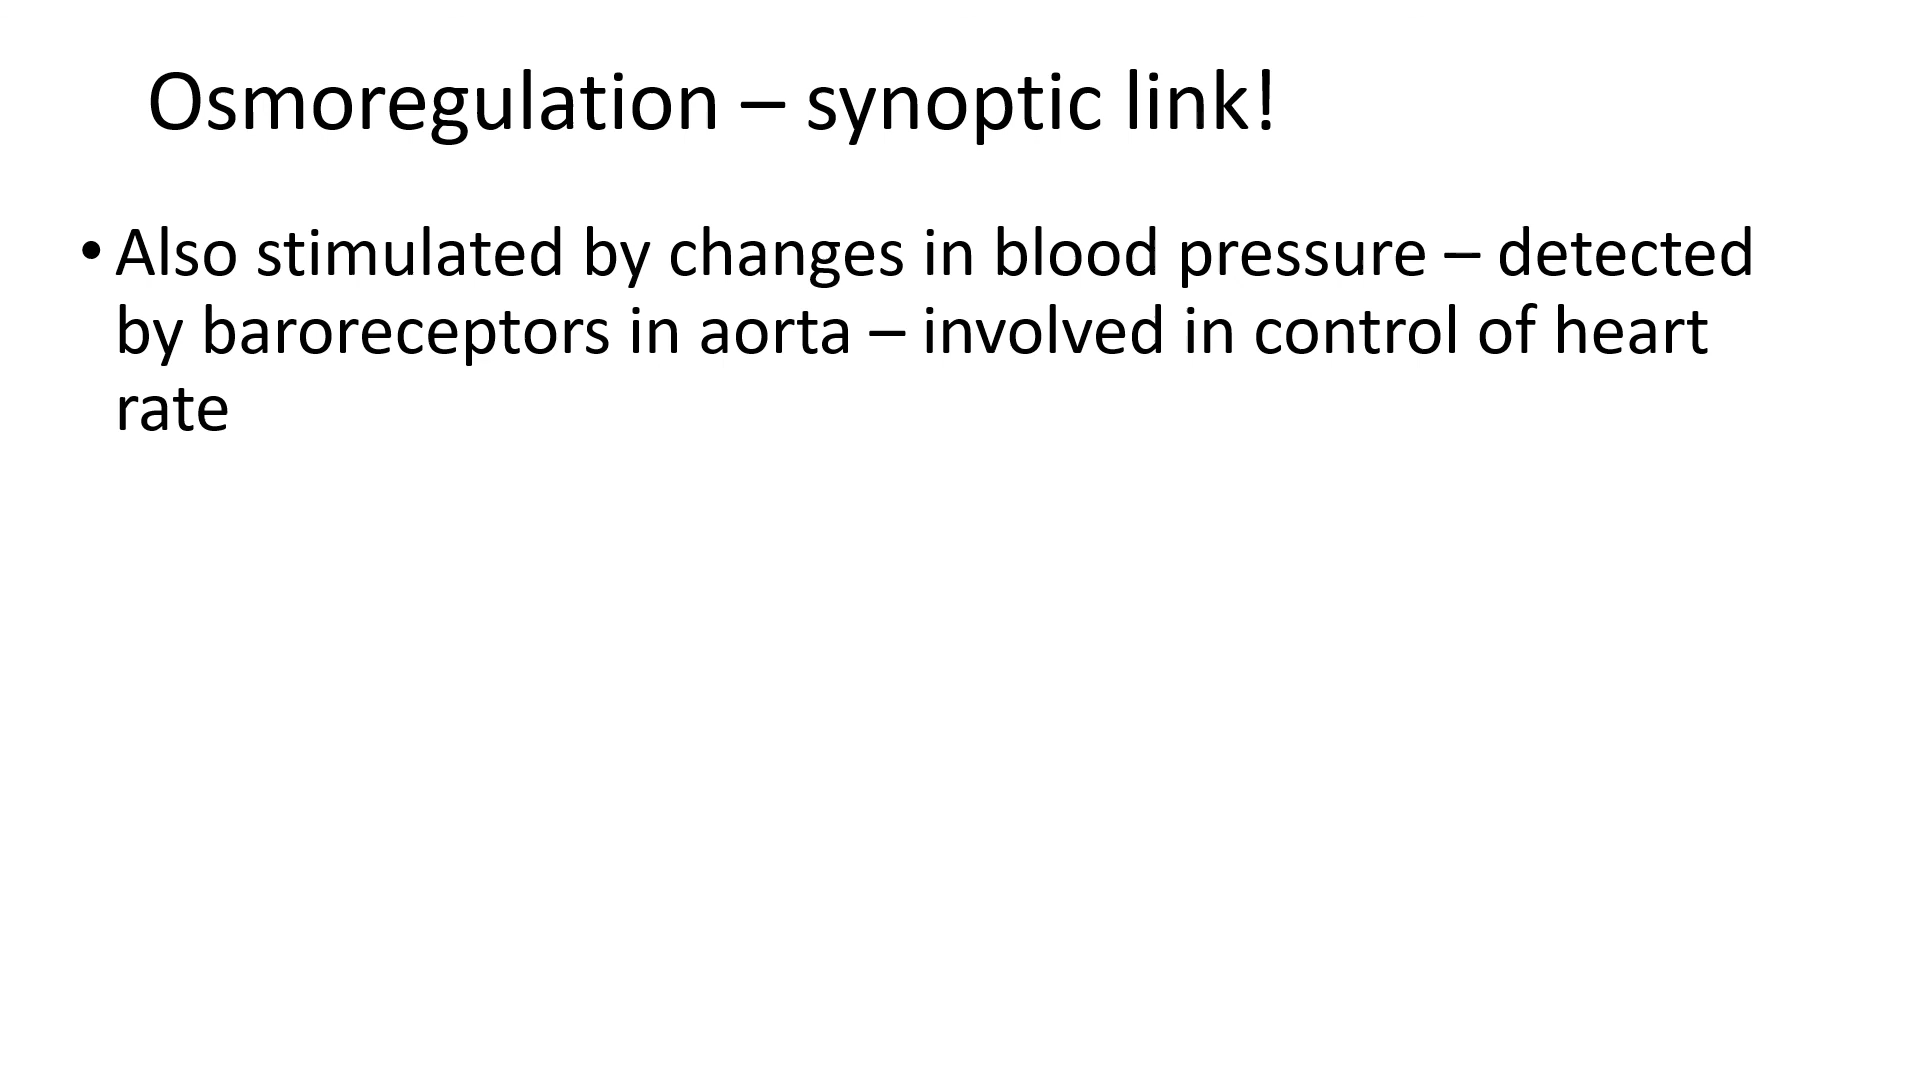 Osmoregulation – synoptic link!
• Also stimulated by changes in blood pressure – detected
by baroreceptors in aorta – involved in control of heart
rate